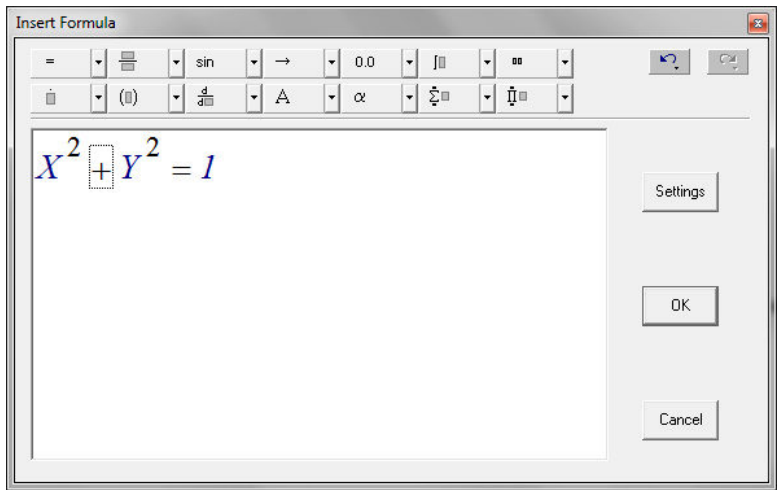 Insert Formula
= sin → 0.0 ∫
(▯) d/d▯ A α Σ▯ Π▯
X² + Y² = 1
Settings
OK
Cancel